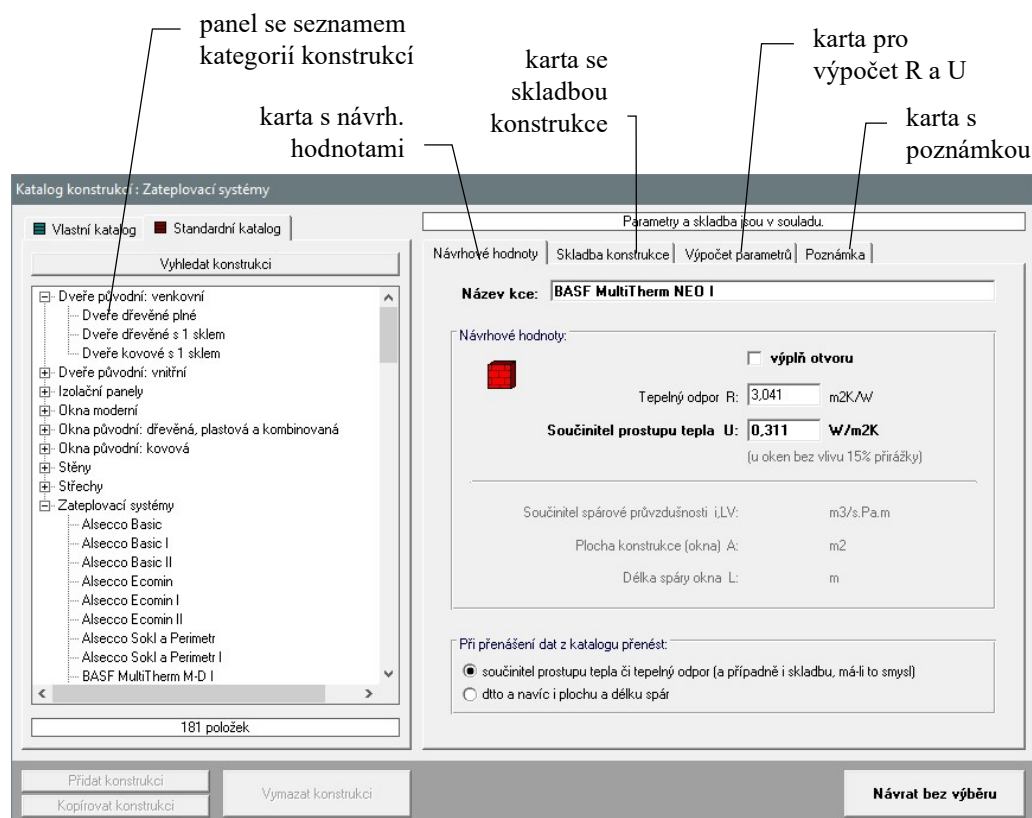 panel se seznamem
kategorií konstrukcí
karta se
skladbou
konstrukce
karta pro
výpočet R a U
karta s návrh.
hodnotami
karta s
poznámkou
Katalog konstrukcí : Zateplovací systémy
Vlastní katalog
Standardní katalog
Vyhledat konstrukci
Dveře původní: venkovní
Dveře dřevěné plné
Dveře dřevěné s 1 sklem
Dveře kovové s 1 sklem
Dveře původní: vnitřní
Izolační panely
Okna moderní
Okna původní: dřevěná, plastová a kombinovaná
Okna původní: kovová
Stěny
Střechy
Zateplovací systémy
Alsecco Basic
Alsecco Basic I
Alsecco Basic II
Alsecco Ecomin
Alsecco Ecomin I
Alsecco Ecomin II
Alsecco Sokl a Perimetr
Alsecco Sokl a Perimetr I
BASF MultiTherm M-D I
181 položek
Parametry a skladba jsou v souladu.
Návrhové hodnoty Skladba konstrukce Výpočet parametrů Poznámka
Název kce: BASF MultiTherm NEO I
Návrhové hodnoty:
výplň otvoru
Tepelný odpor R: 3,041 m2K/W
Součinitel prostupu tepla U: 0,311 W/m2K
(u oken bez vlivu 15% přirážky)
Součinitel spárové průvzdušnosti i,LV: m3/s.Pa.m
Plocha konstrukce (okna) A: m2
Délka spáry okna L: m
Při přenášení dat z katalogu přenést:
součinitel prostupu tepla či tepelný odpor (a případně i skladbu, má-li to smysl)
dtto a navíc i plochu a délku spár
Přidat konstrukci
Kopírovat konstrukci
Vymazat konstrukci
Návrat bez výběru